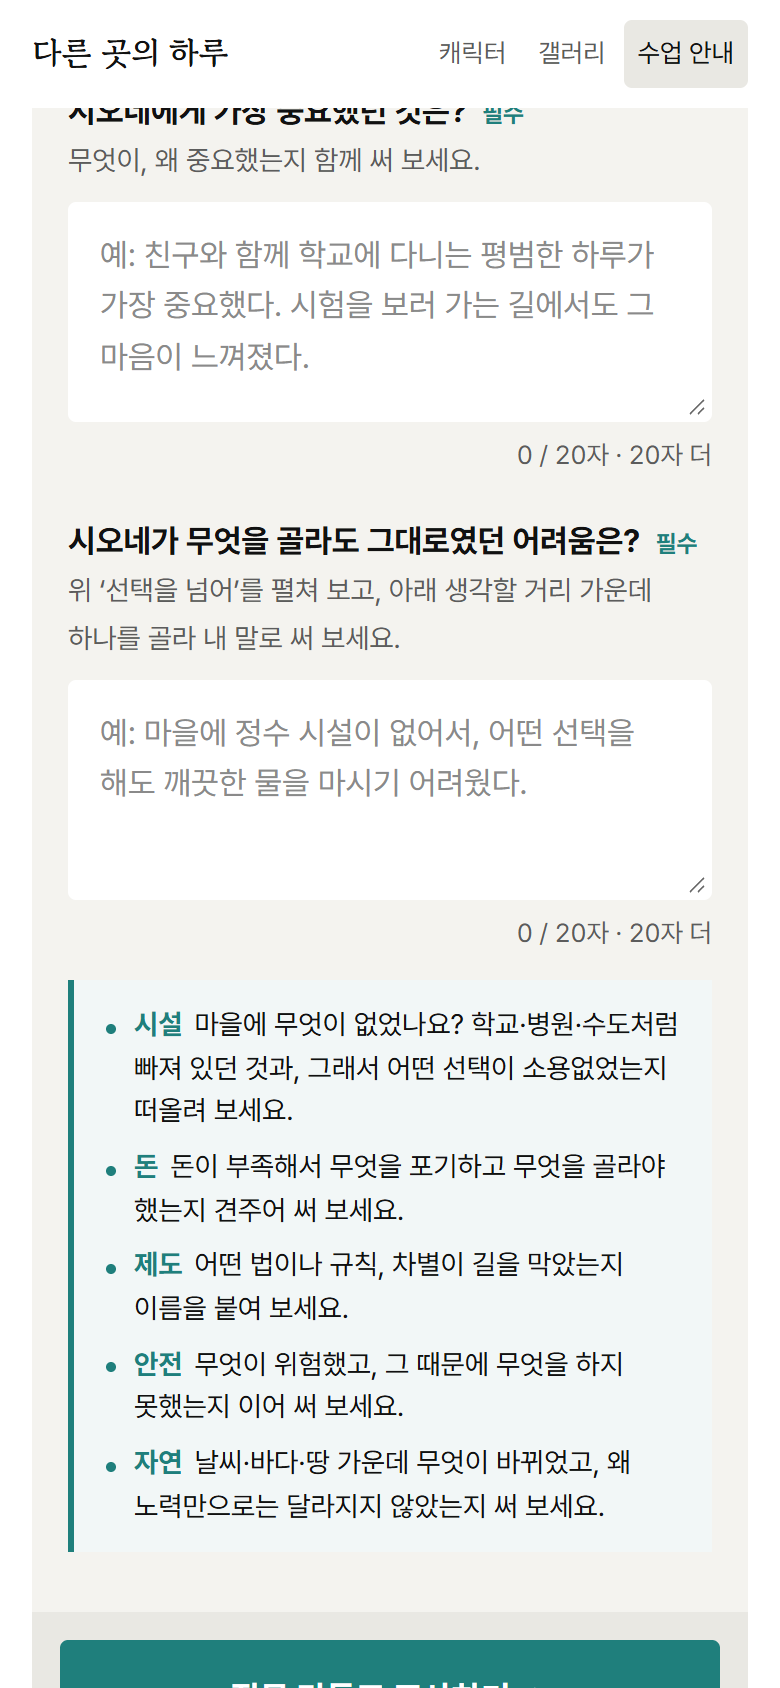 다른 곳의 하루
캐릭터 갤러리 수업 안내
시오네에게 가장 중요했던 것은? 필수
무엇이, 왜 중요했는지 함께 써 보세요.
예: 친구와 함께 학교에 다니는 평범한 하루가
가장 중요했다. 시험을 보러 가는 길에서도 그
마음이 느껴졌다.
0 / 20자 · 20자 더
시오네가 무엇을 골라도 그대로였던 어려움은? 필수
위 ‘선택을 넘어’를 펼쳐 보고, 아래 생각할 거리 가운데
하나를 골라 내 말로 써 보세요.
예: 마을에 정수 시설이 없어서, 어떤 선택을
해도 깨끗한 물을 마시기 어려웠다.
0 / 20자 · 20자 더
시설 마을에 무엇이 없었나요? 학교·병원·수도처럼
빠져 있던 것과, 그래서 어떤 선택이 소용없었는지
떠올려 보세요.
돈 돈이 부족해서 무엇을 포기하고 무엇을 골라야
했는지 견주어 써 보세요.
제도 어떤 법이나 규칙, 차별이 길을 막았는지
이름을 붙여 보세요.
안전 무엇이 위험했고, 그 때문에 무엇을 하지
못했는지 이어 써 보세요.
자연 날씨·바다·땅 가운데 무엇이 바뀌었고, 왜
노력만으로는 달라지지 않았는지 써 보세요.